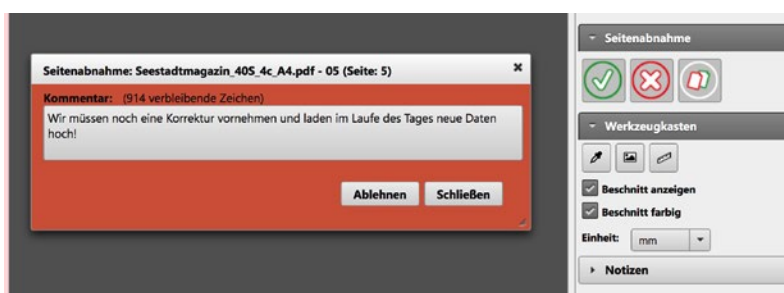 Seitenabnahme: Seestadtmagazin_40S_4c_A4.pdf - 05 (Seite: 5)
Kommentar: (914 verbleibende Zeichen)
Wir müssen noch eine Korrektur vornehmen und laden im Laufe des Tages neue Daten
hoch!
Ablehnen Schließen
Seitenabnahme
Werkzeugkasten
Beschnitt anzeigen
Beschnitt farbig
Einheit: mm
Notizen